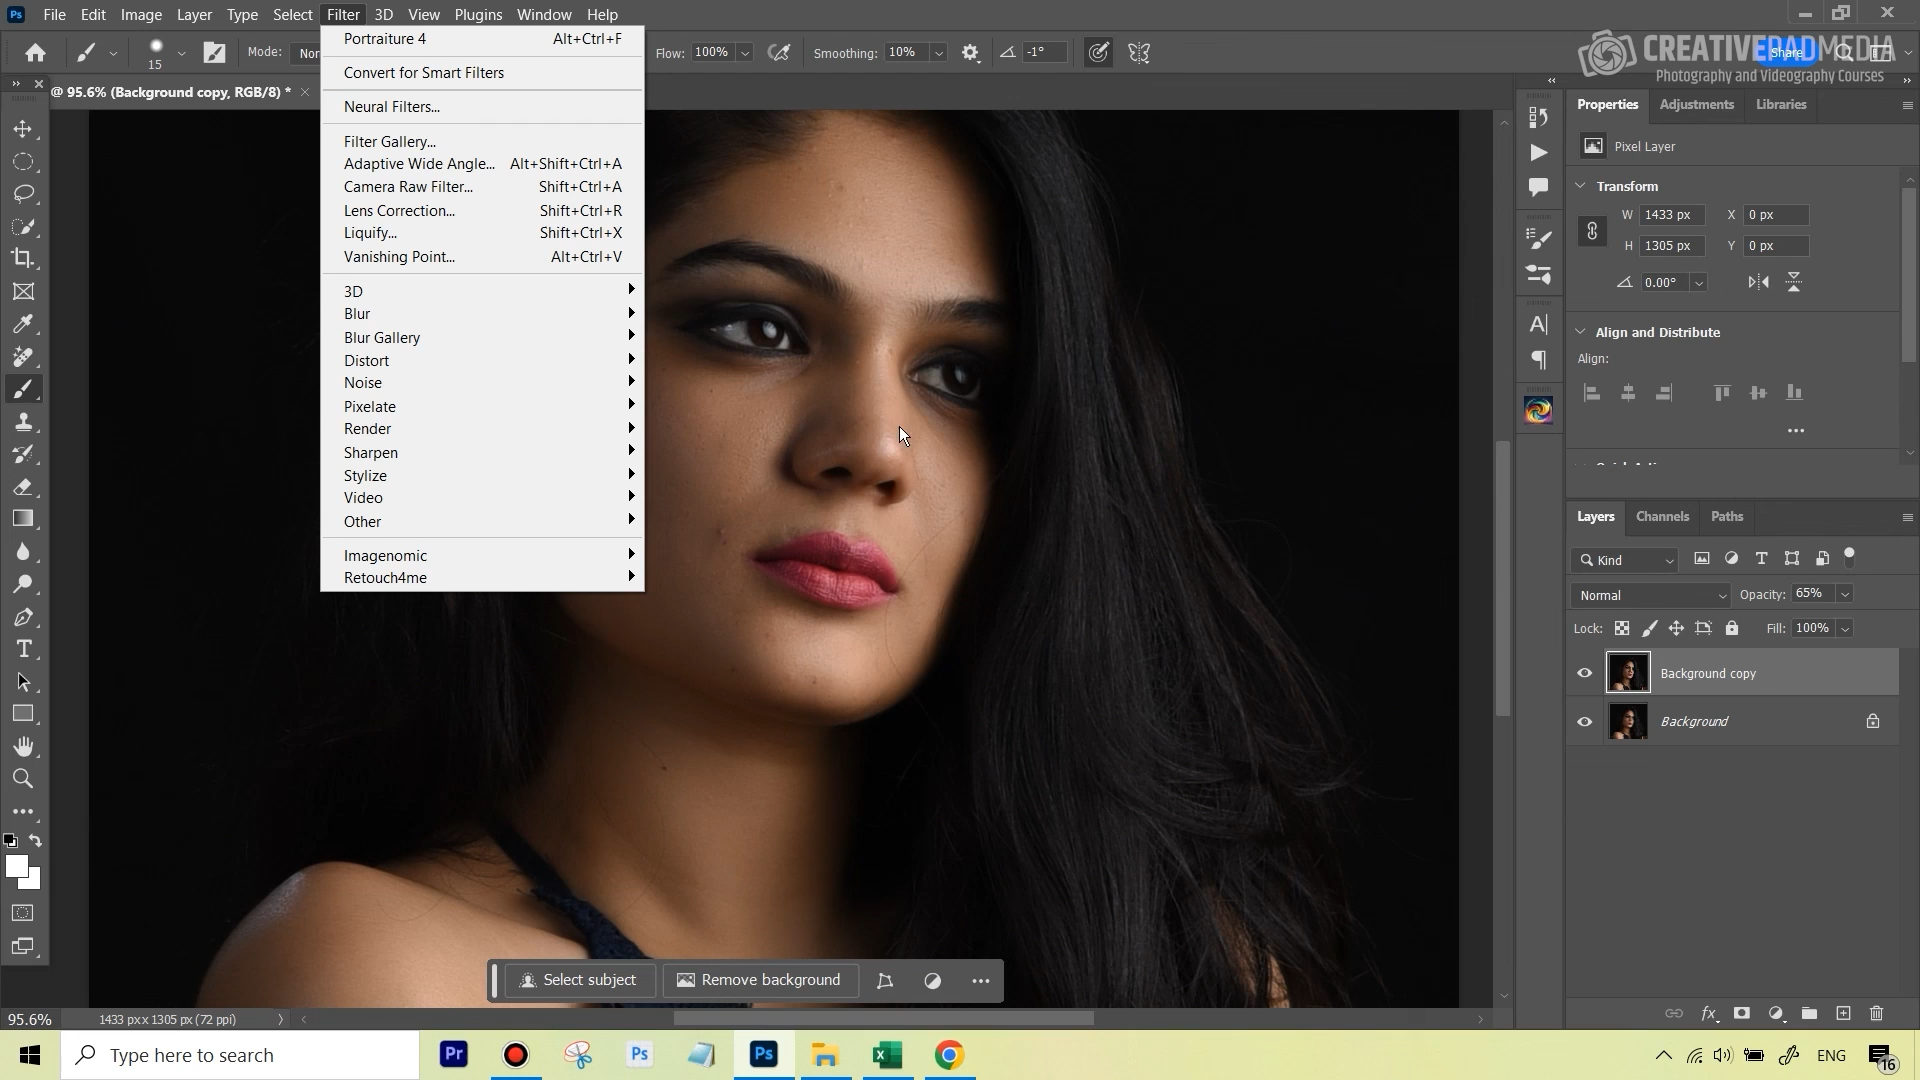 Ps File Edit Image Layer Type Select Filter 3D View Plugins Window Help
15 Mode: Nor Flow: 100% Smoothing: 10% -1° Share
CREATIVEPADMEDIA
Photography and Videography Courses
@ 95.6% (Background copy, RGB/8) *
Portraiture 4 Alt+Ctrl+F
Convert for Smart Filters
Neural Filters...
Filter Gallery...
Adaptive Wide Angle... Alt+Shift+Ctrl+A
Camera Raw Filter... Shift+Ctrl+A
Lens Correction... Shift+Ctrl+R
Liquify... Shift+Ctrl+X
Vanishing Point... Alt+Ctrl+V
3D
Blur
Blur Gallery
Distort
Noise
Pixelate
Render
Sharpen
Stylize
Video
Other
Imagenomic
Retouch4me
Properties Adjustments Libraries
Pixel Layer
Transform
W 1433 px X 0 px
H 1305 px Y 0 px
0.00°
Align and Distribute
Align:
Layers Channels Paths
Kind
Normal Opacity: 65%
Lock: Fill: 100%
Background copy
Background
Select subject Remove background
95.6% 1433 px x 1305 px (72 ppi)
Type here to search Pr Ps Ps ENG 16